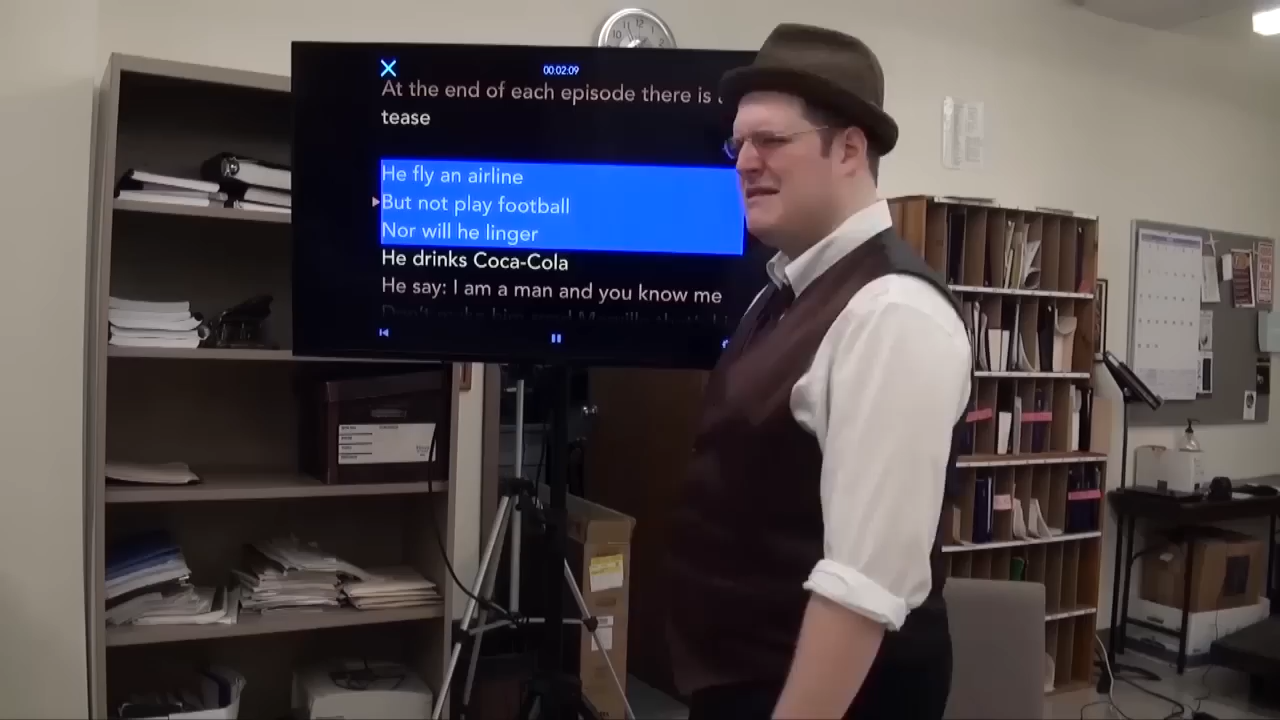 00:02:09
At the end of each episode there is
tease
He fly an airline
But not play football
Nor will he linger
He drinks Coca-Cola
He say: I am a man and you know me